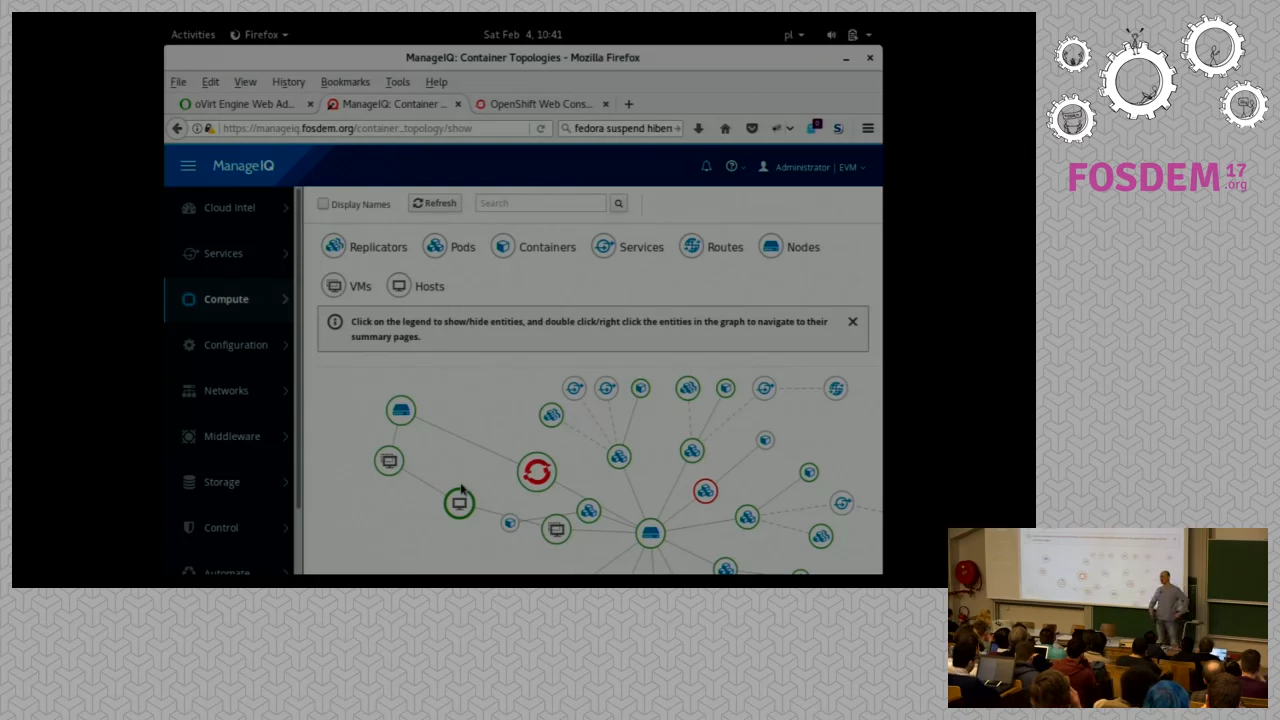 Activities Firefox Sat Feb 4, 10:41 pl
ManageIQ: Container Topologies - Mozilla Firefox
File Edit View History Bookmarks Tools Help
oVirt Engine Web Ad... ManageIQ: Container ... OpenShift Web Cons...
https://manageiq.fosdem.org/container_topology/show fedora suspend hiben
ManageIQ Administrator | EVM
Cloud Intel
Services
Compute
Configuration
Networks
Middleware
Storage
Control
Automate
Display Names Refresh Search
Replicators Pods Containers Services Routes Nodes
VMs Hosts
Click on the legend to show/hide entities, and double click/right click the entities in the graph to navigate to their
summary pages.
FOSDEM 17
.org